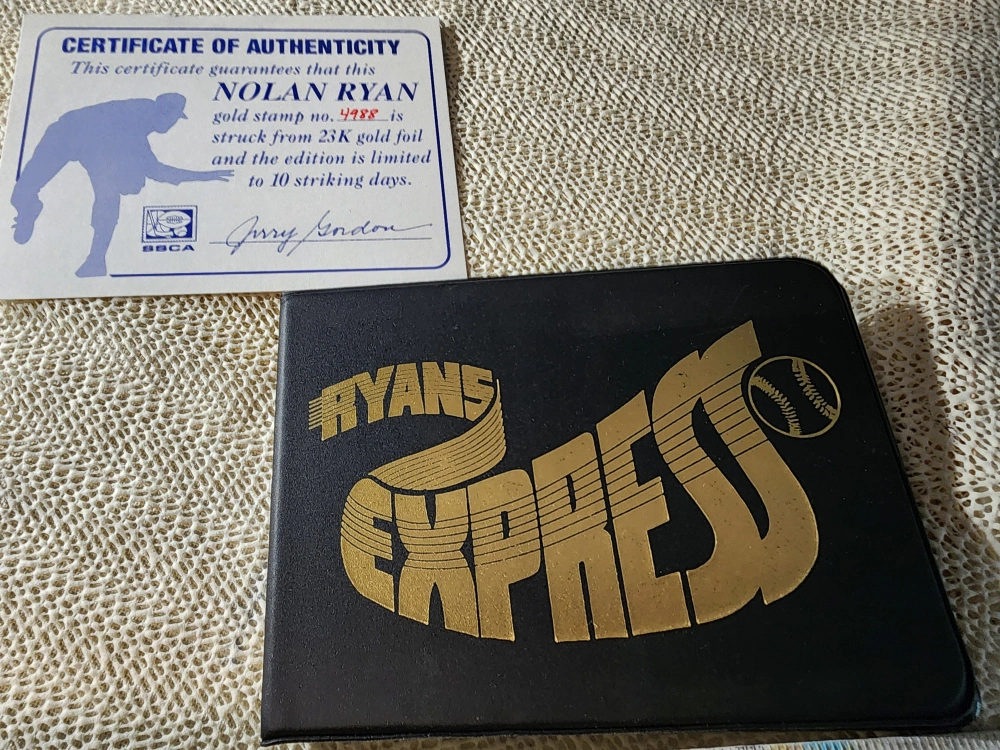 CERTIFICATE OF AUTHENTICITY
This certificate guarantees that this
NOLAN RYAN
gold stamp no. 4988 is
struck from 23K gold foil
and the edition is limited
to 10 striking days.
SSCA
Jerry Gordon
RYANS
EXPRESS